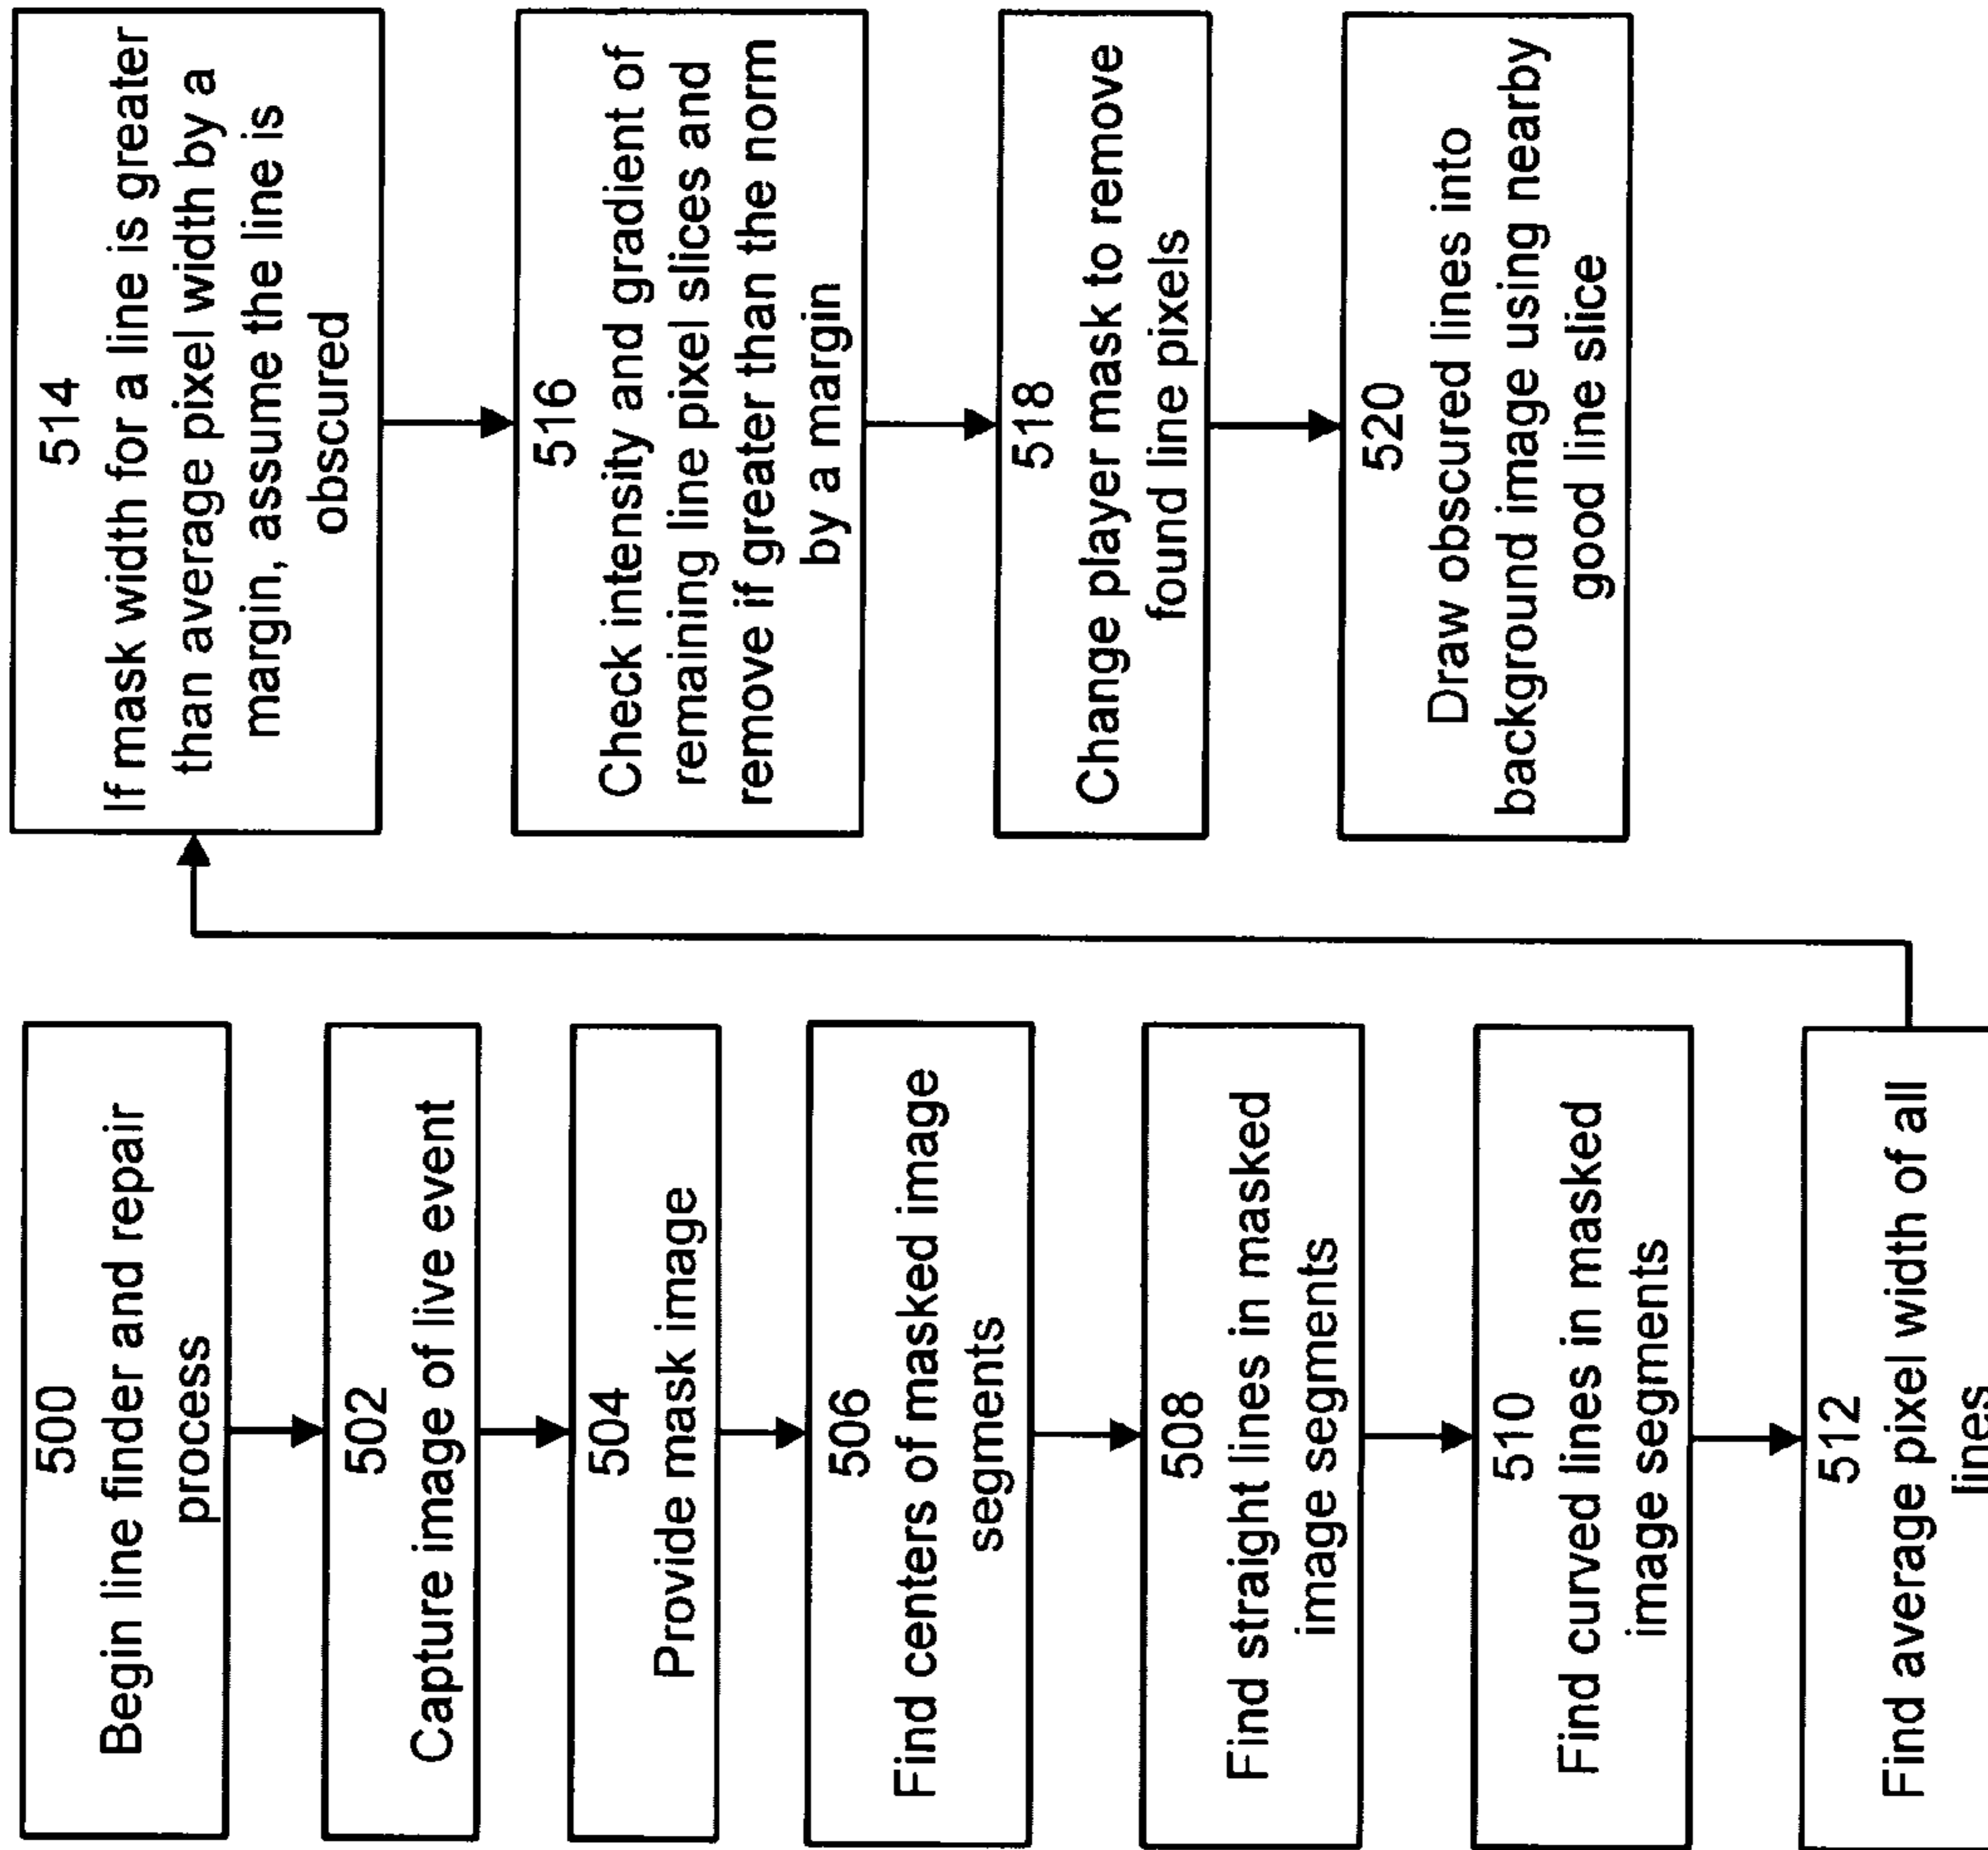 500
Begin line finder and repair
process
502
Capture image of live event
504
Provide mask image
506
Find centers of masked image
segments
508
Find straight lines in masked
image segments
510
Find curved lines in masked
image segments
512
Find average pixel width of all
lines
514
If mask width for a line is greater
than average pixel width by a
margin, assume the line is
obscured
516
Check intensity and gradient of
remaining line pixel slices and
remove if greater than the norm
by a margin
518
Change player mask to remove
found line pixels
520
Draw obscured lines into
background image using nearby
good line slice